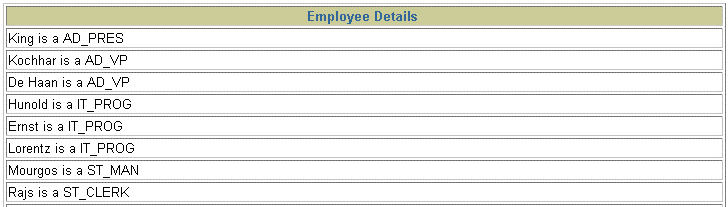 Employee Details
King is a AD_PRES
Kochhar is a AD_VP
De Haan is a AD_VP
Hunold is a IT_PROG
Ernst is a IT_PROG
Lorentz is a IT_PROG
Mourgos is a ST_MAN
Rajs is a ST_CLERK